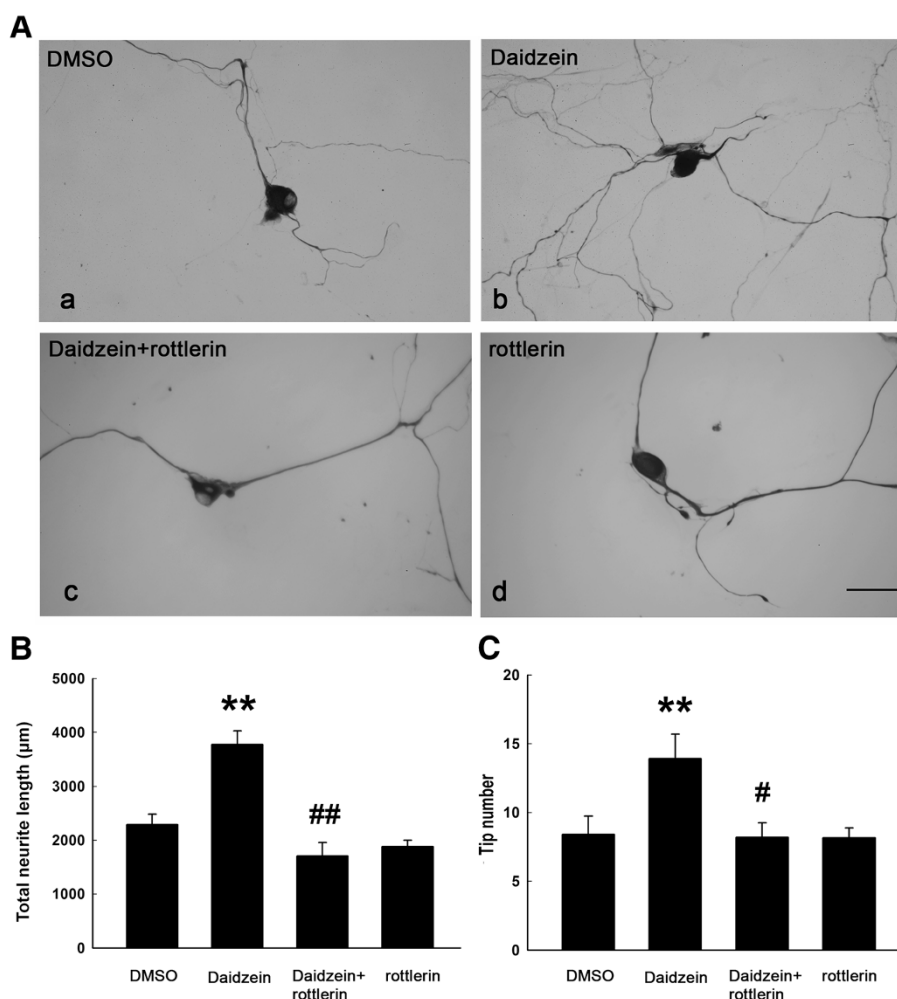 A
DMSO
a
Daidzein
b
Daidzein+rottlerin
c
rottlerin
d
B
5000
4000
3000
2000
1000
0
Total neurite length (µm)
**
##
DMSO
Daidzein
Daidzein+
rottlerin
rottlerin
C
20
15
10
5
0
Tip number
**
#
DMSO
Daidzein
Daidzein+
rottlerin
rottlerin